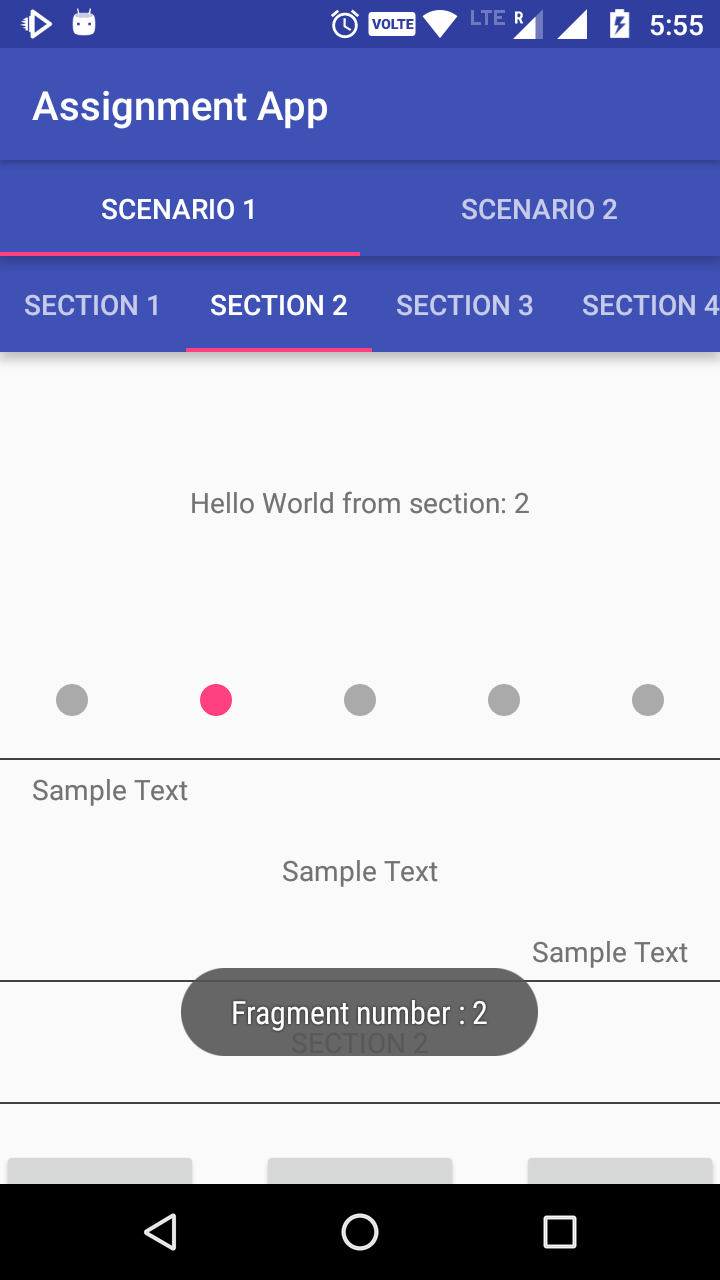 VOLTE LTE R 5:55
Assignment App
SCENARIO 1 SCENARIO 2
SECTION 1 SECTION 2 SECTION 3 SECTION 4
Hello World from section: 2
Sample Text
Sample Text
Sample Text
Fragment number : 2
SECTION 2